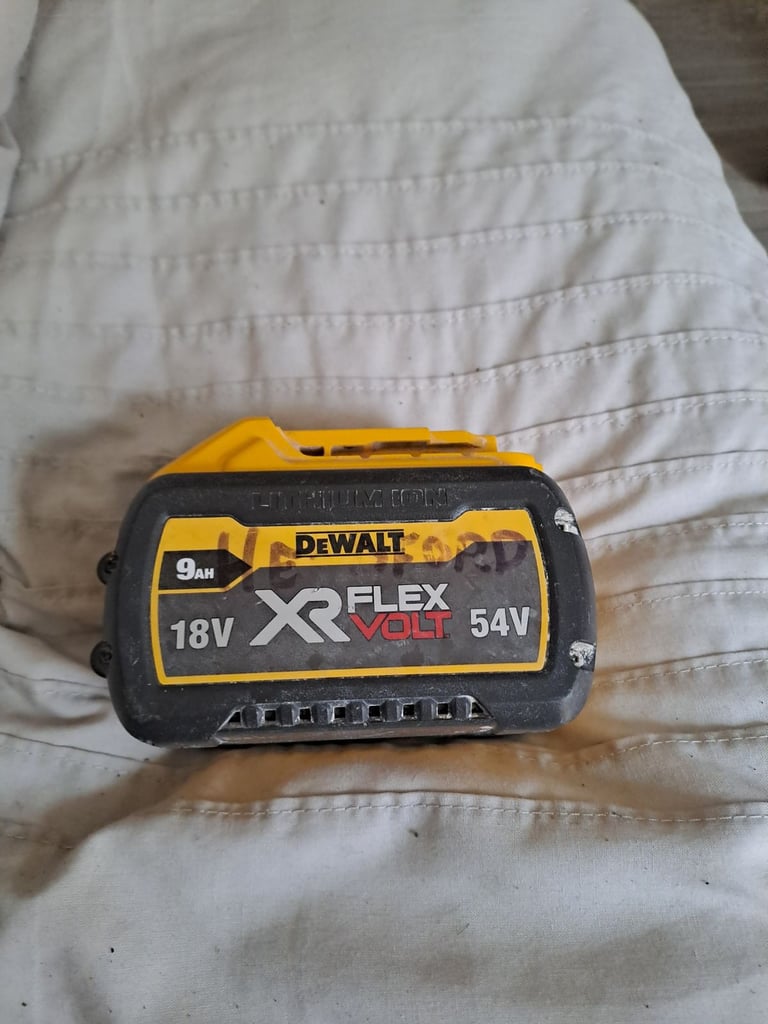 LITHIUM ION
DEWALT
9AH
XR FLEX VOLT
18V 54V